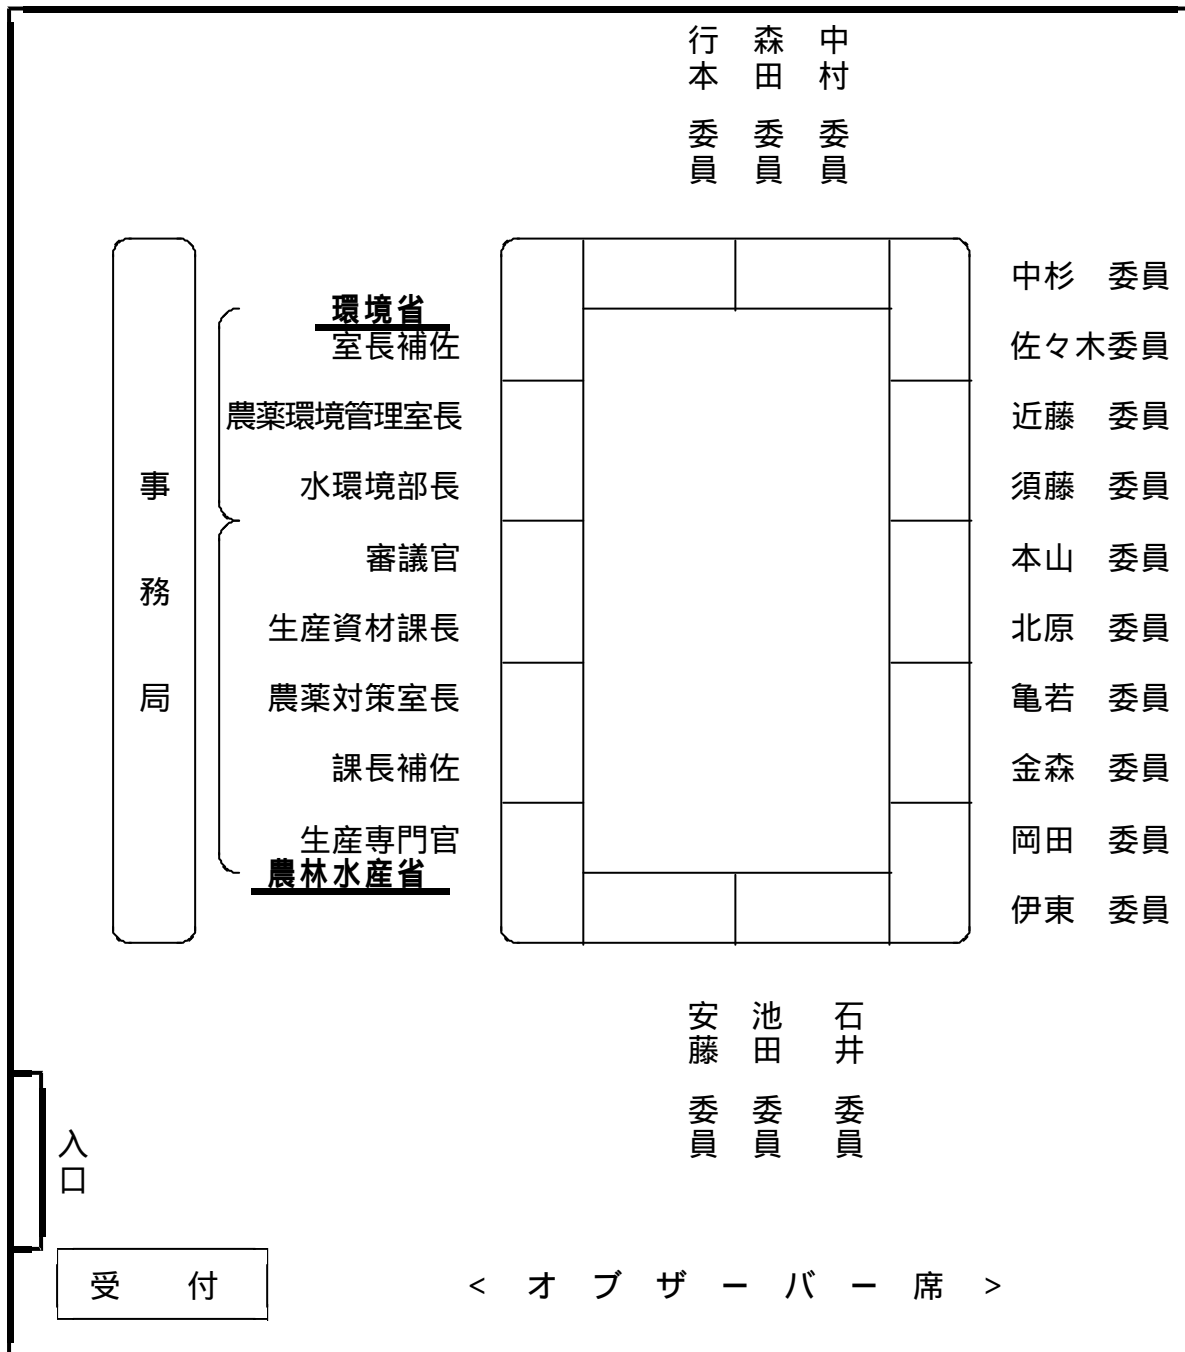 行本 委員
森田 委員
中村 委員
事務局
環境省
室長補佐
農薬環境管理室長
水環境部長
審議官
生産資材課長
農薬対策室長
課長補佐
生産専門官
農林水産省
中杉 委員
佐々木委員
近藤 委員
須藤 委員
本山 委員
北原 委員
亀若 委員
金森 委員
岡田 委員
伊東 委員
安藤 委員
池田 委員
石井 委員
入口
受 付
< オ ブ ザ ー バ ー 席 >